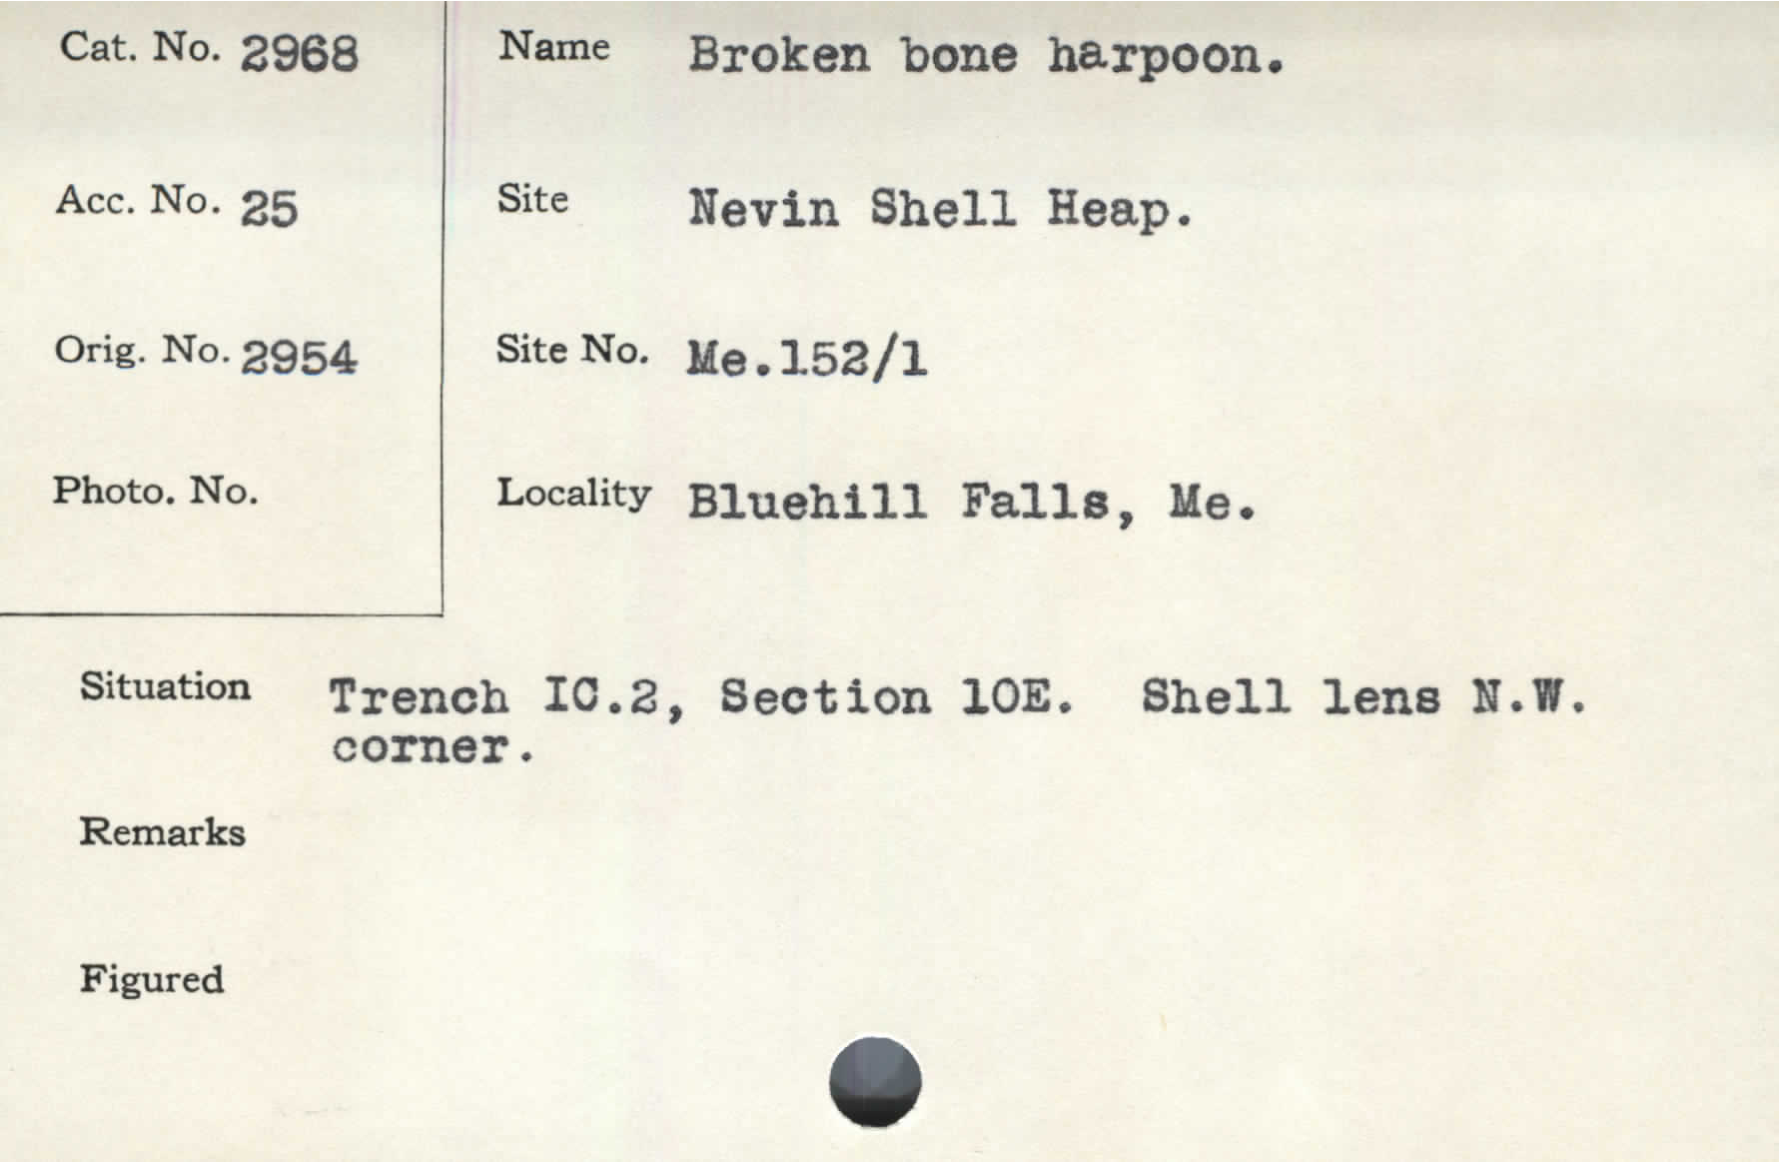 Cat. No. 2968
Name Broken bone harpoon.
Acc. No. 25
Site Nevin Shell Heap.
Orig. No. 2954
Site No. Me.152/1
Photo. No.
Locality Bluehill Falls, Me.
Situation Trench IC.2, Section 10E. Shell lens N.W.
corner.
Remarks
Figured